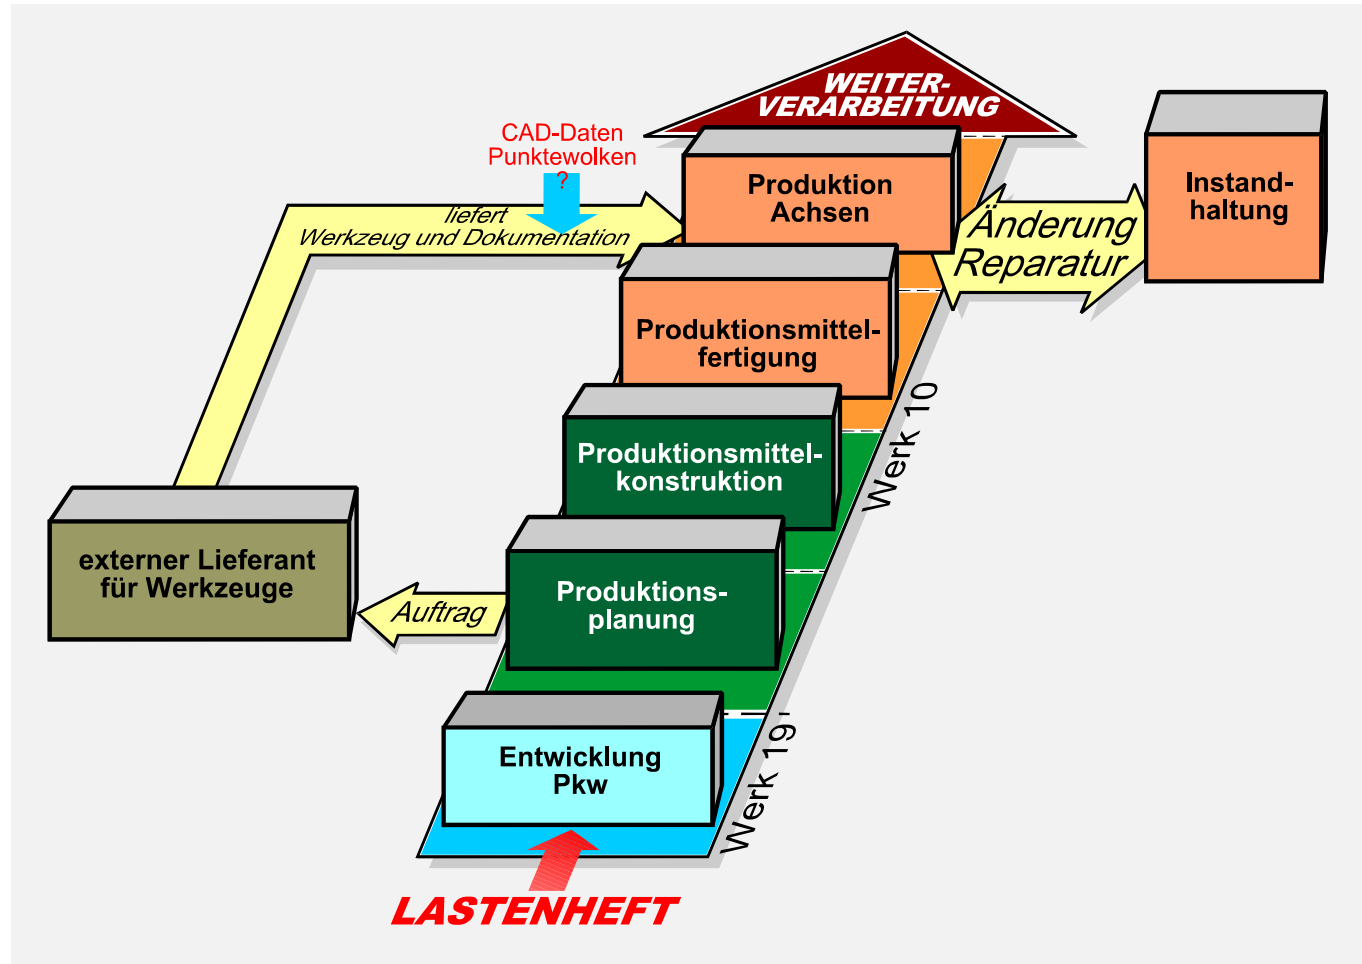 WEITER-
VERARBEITUNG
CAD-Daten
Punktewolken
?
Produktion
Achsen
Instand-
haltung
liefert
Werkzeug und Dokumentation
Änderung
Reparatur
Produktionsmittel-
fertigung
Werk 10
Produktionsmittel-
konstruktion
externer Lieferant
für Werkzeuge
Auftrag
Produktions-
planung
Werk 19
Entwicklung
Pkw
LASTENHEFT